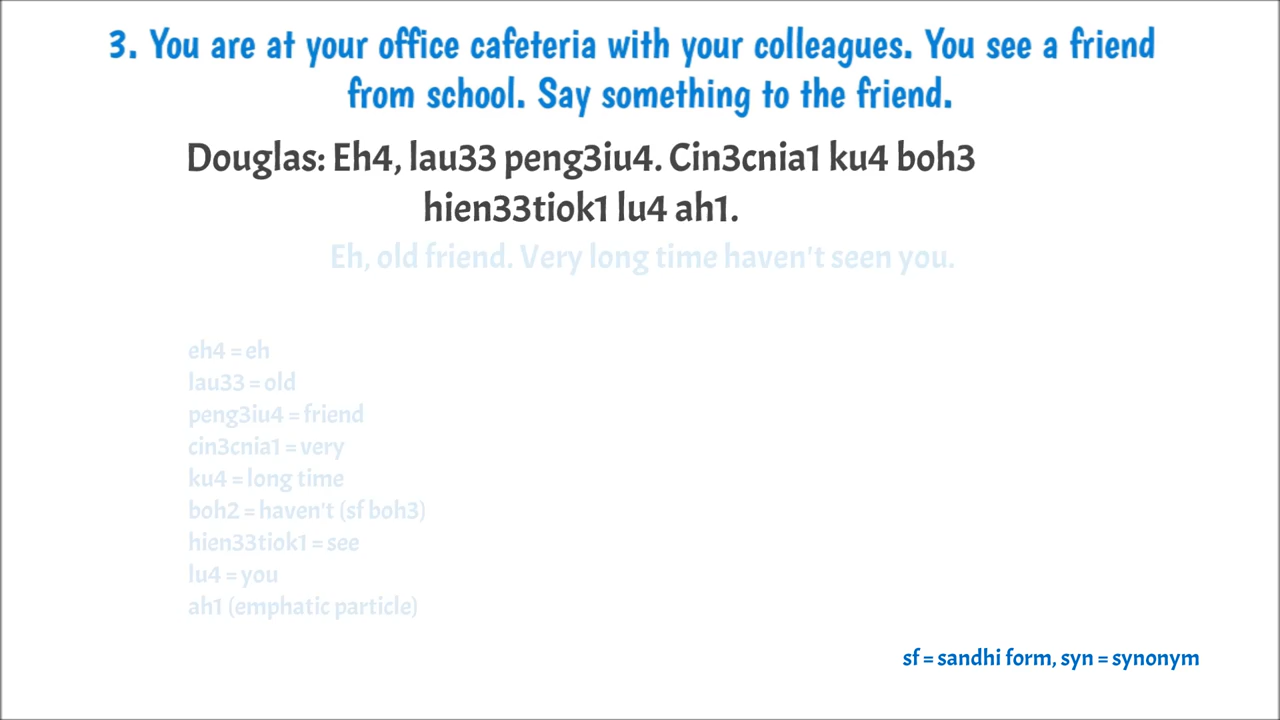 3. You are at your office cafeteria with your colleagues. You see a friend
from school. Say something to the friend.
Douglas: Eh4, lau33 peng3iu4. Cin3cnia1 ku4 boh3
hien33tiok1 lu4 ah1.
Eh, old friend. Very long time haven't seen you.
eh4 = eh
lau33 = old
peng3iu4 = friend
cin3cnia1 = very
ku4 = long time
boh2 = haven't (sf boh3)
hien33tiok1 = see
lu4 = you
ah1 (emphatic particle)
sf = sandhi form, syn = synonym